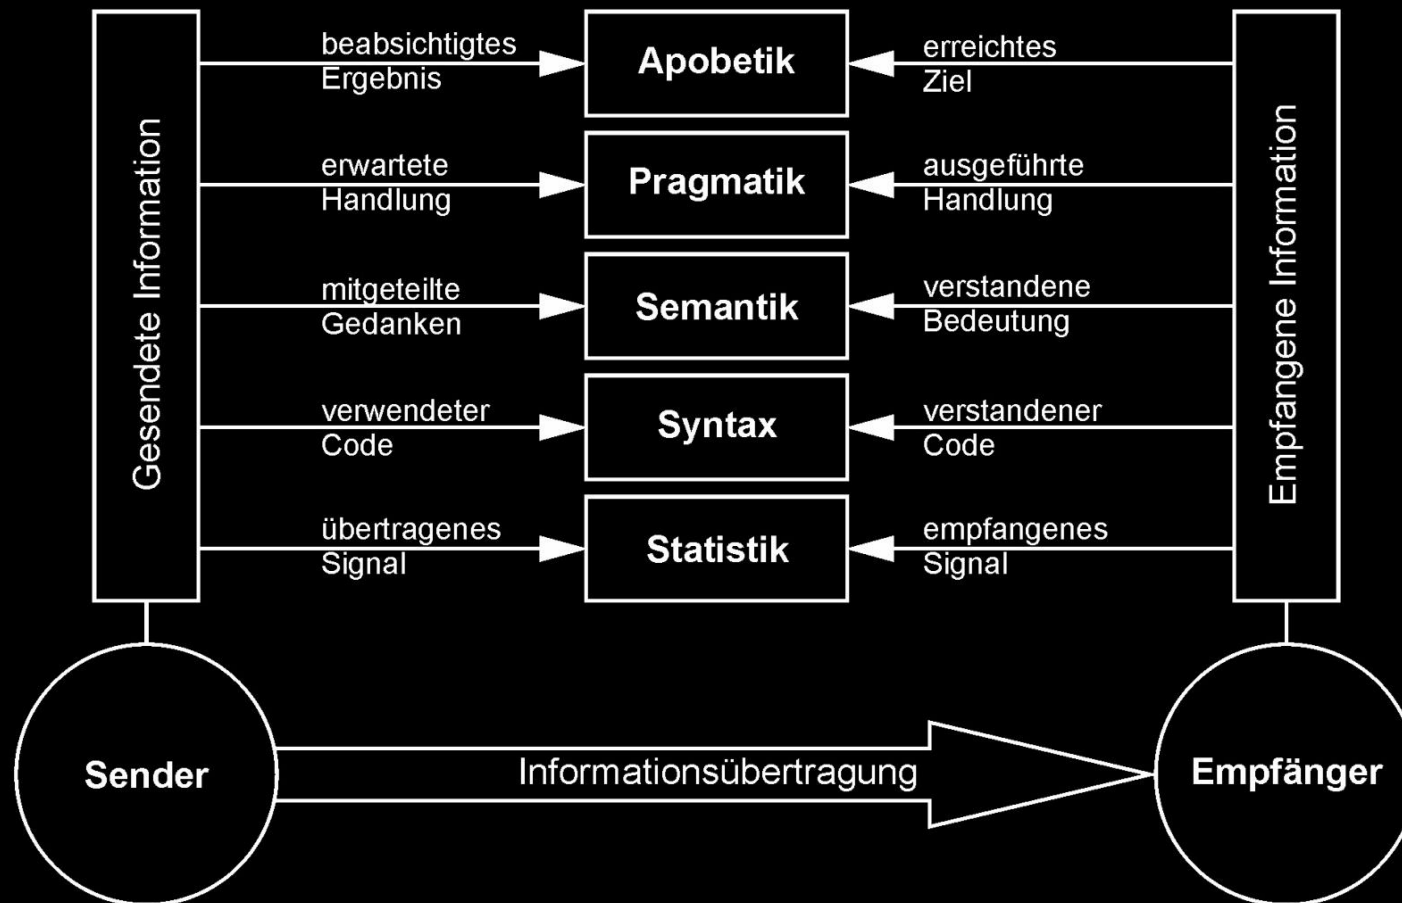 beabsichtigtes
Ergebnis
Apobetik
erreichtes
Ziel
erwartete
Handlung
Pragmatik
ausgeführte
Handlung
mitgeteilte
Gedanken
Semantik
verstandene
Bedeutung
verwendeter
Code
Syntax
verstandener
Code
übertragenes
Signal
Statistik
empfangenes
Signal
Gesendete Information
Empfangene Information
Sender
Informationsübertragung
Empfänger